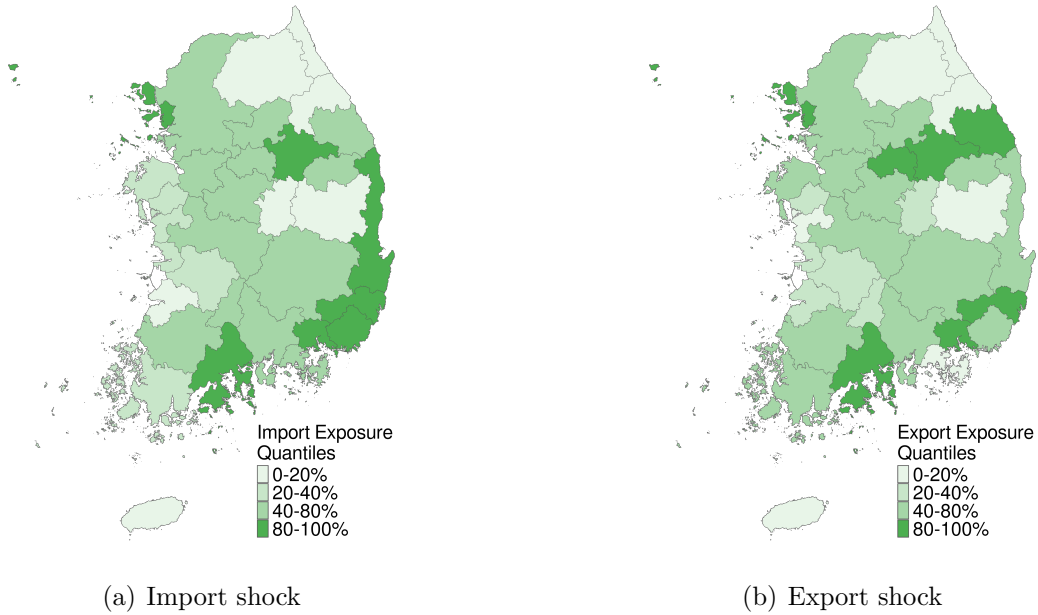 Import Exposure
Quantiles
0-20%
20-40%
40-80%
80-100%
Export Exposure
Quantiles
0-20%
20-40%
40-80%
80-100%
(a) Import shock
(b) Export shock